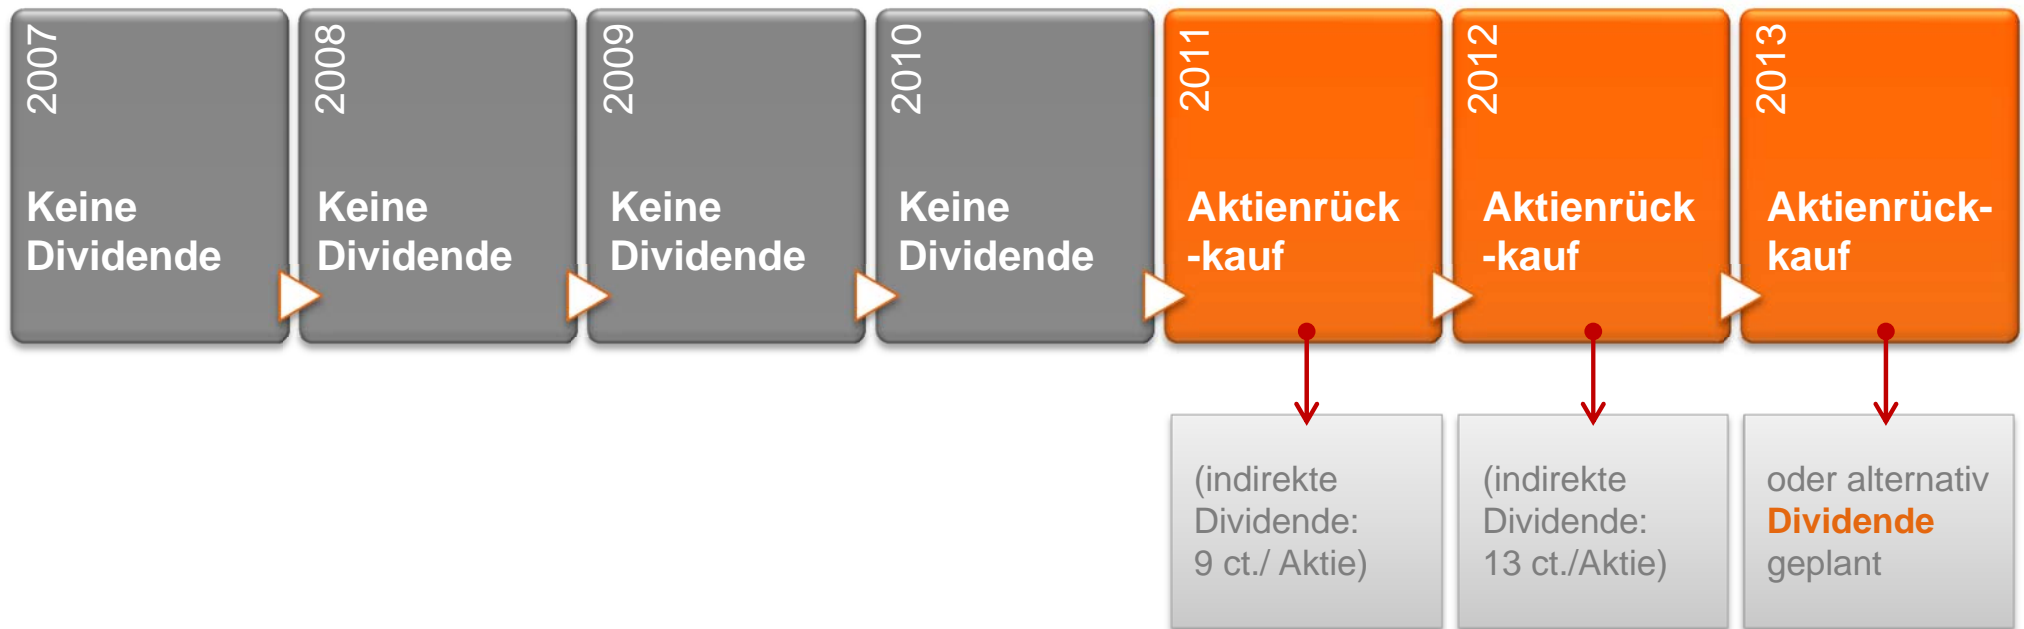 2007
Keine
Dividende
2008
Keine
Dividende
2009
Keine
Dividende
2010
Keine
Dividende
2011
Aktienrück
-kauf
2012
Aktienrück
-kauf
2013
Aktienrück-
kauf
(indirekte
Dividende:
9 ct./ Aktie)
(indirekte
Dividende:
13 ct./Aktie)
oder alternativ
Dividende
geplant